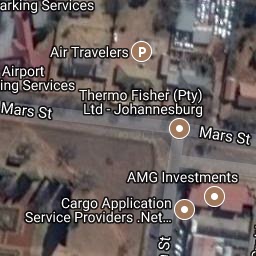 arking Services
Air Travelers P
Airport
ing Services
Thermo Fisher (Pty)
Ltd - Johannesburg
Mars St
Mars St
AMG Investments
Cargo Application
Service Providers .Net...
St